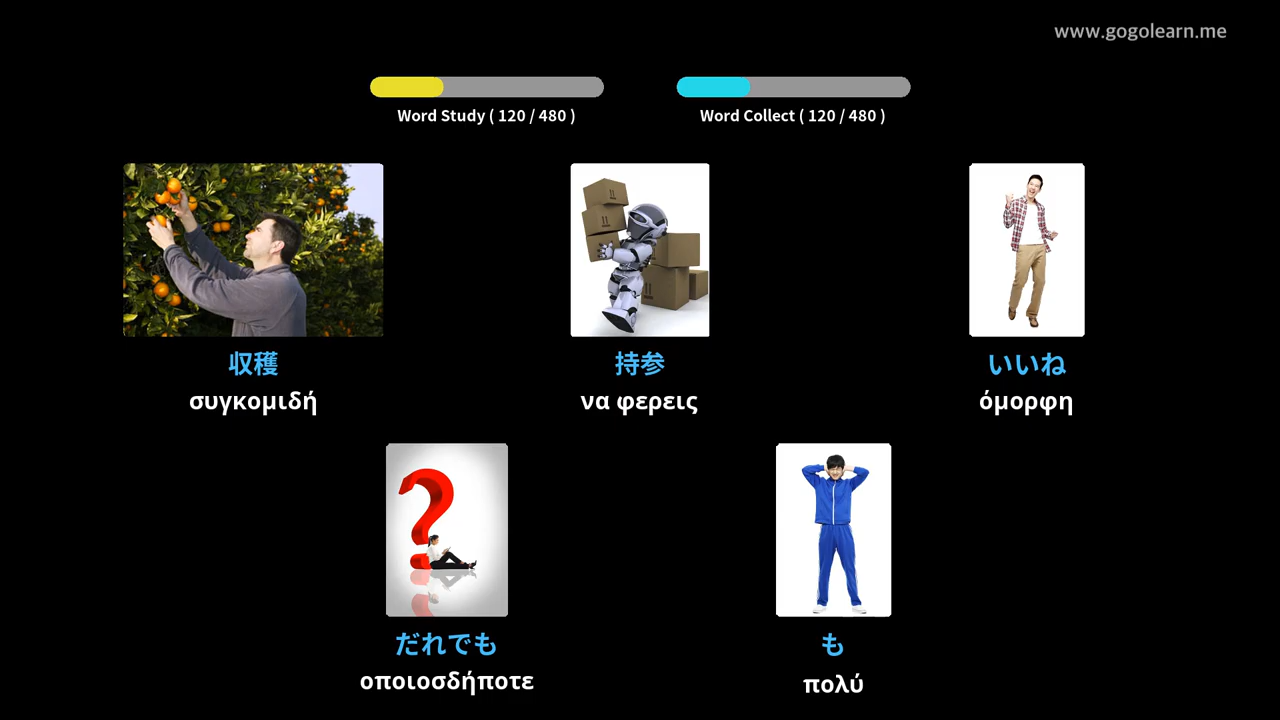 www.gogolearn.me
Word Study ( 120 / 480 )
Word Collect ( 120 / 480 )
収穫
συγκομιδή
持参
να φερεις
いいね
όμορφη
だれでも
οποιοσδήποτε
も
πολύ